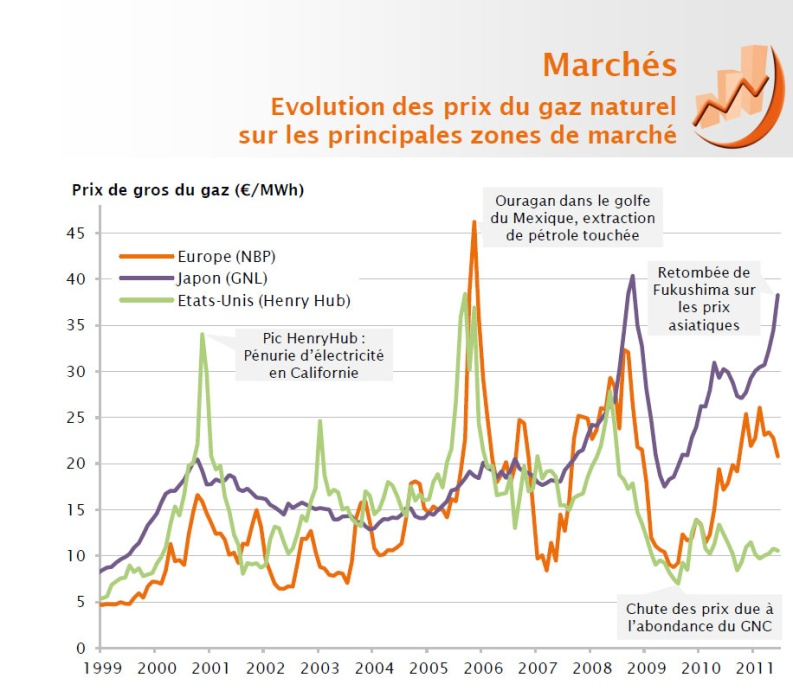 Marchés
Evolution des prix du gaz naturel
sur les principales zones de marché
Prix de gros du gaz (€/MWh)
Ouragan dans le golfe
du Mexique, extraction
de pétrole touchée
45
Europe (NBP)
40
Japon (GNL)
Etats-Unis (Henry Hub)
Retombée de
Fukushima sur
les prix
asiatiques
35
Pic HenryHub :
Pénurie d’électricité
en Californie
30
25
20
15
10
5
Chute des prix due à
l’abondance du GNC
0
1999 2000 2001 2002 2003 2004 2005 2006 2007 2008 2009 2010 2011